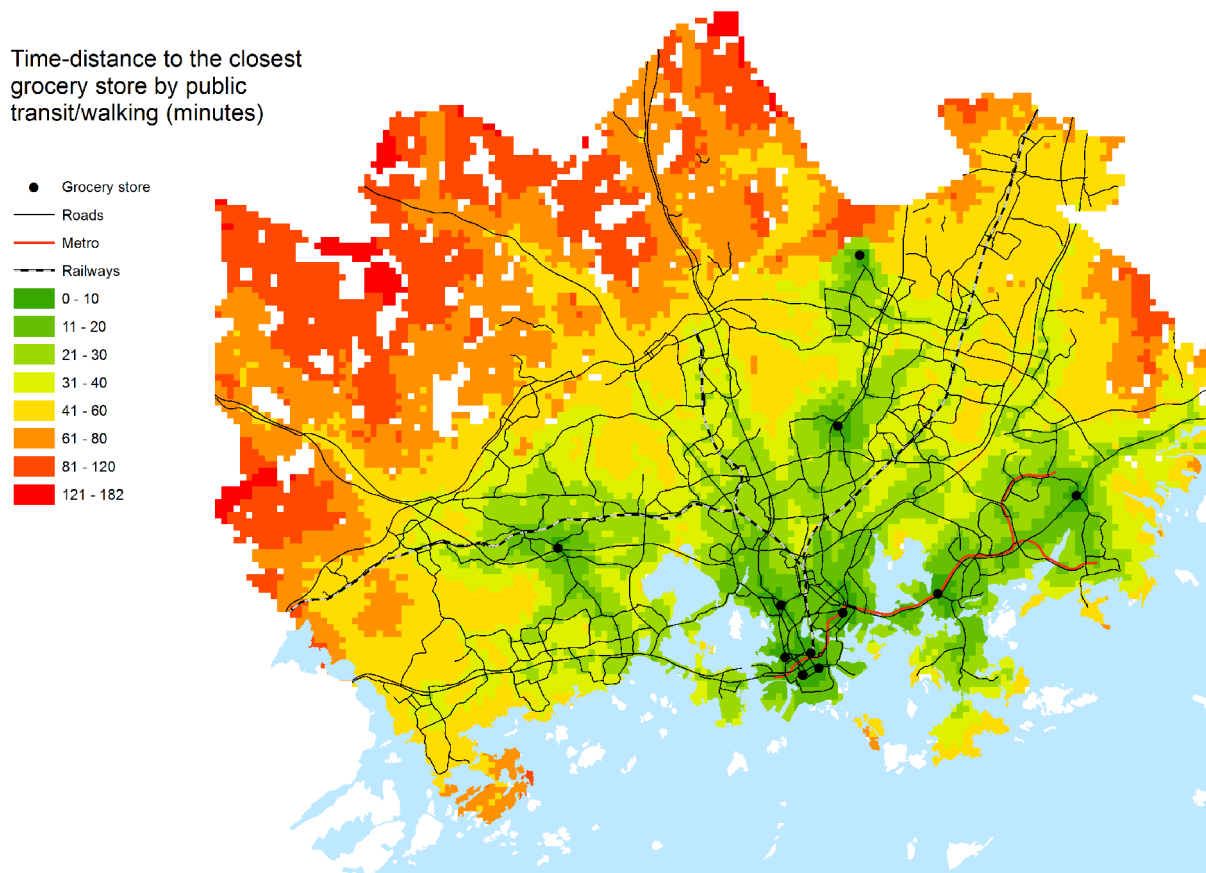 Time-distance to the closest
grocery store by public
transit/walking (minutes)
Grocery store
Roads
Metro
Railways
0 - 10
11 - 20
21 - 30
31 - 40
41 - 60
61 - 80
81 - 120
121 - 182